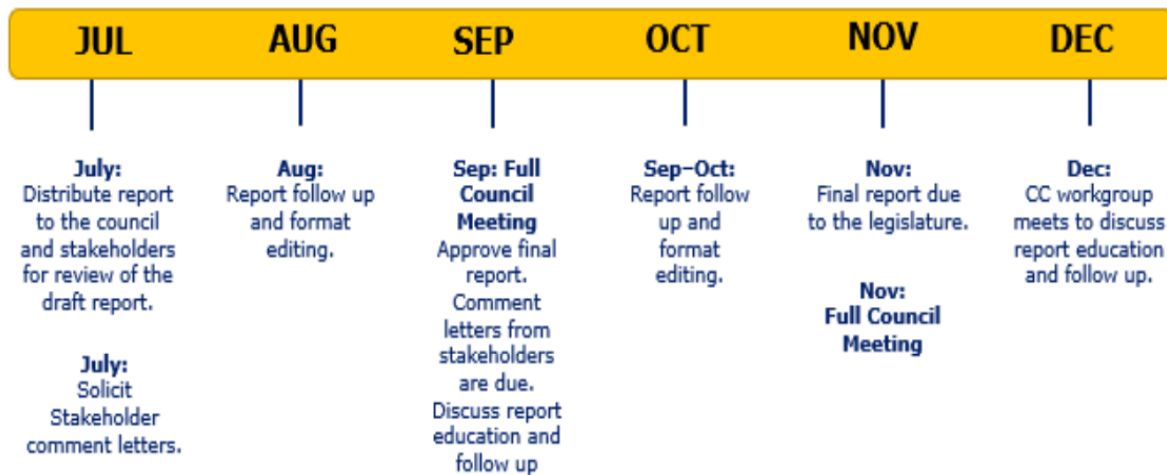 JUL
AUG
SEP
OCT
NOV
DEC
July:
Distribute report
to the council
and stakeholders
for review of the
draft report.
July:
Solicit
Stakeholder
comment letters.
Aug:
Report follow up
and format
editing.
Sep: Full
Council
Meeting
Approve final
report.
Comment
letters from
stakeholders
are due.
Discuss report
education and
follow up
Sep–Oct:
Report follow
up and
format
editing.
Nov:
Final report due
to the legislature.
Nov:
Full Council
Meeting
Dec:
CC workgroup
meets to discuss
report education
and follow up.